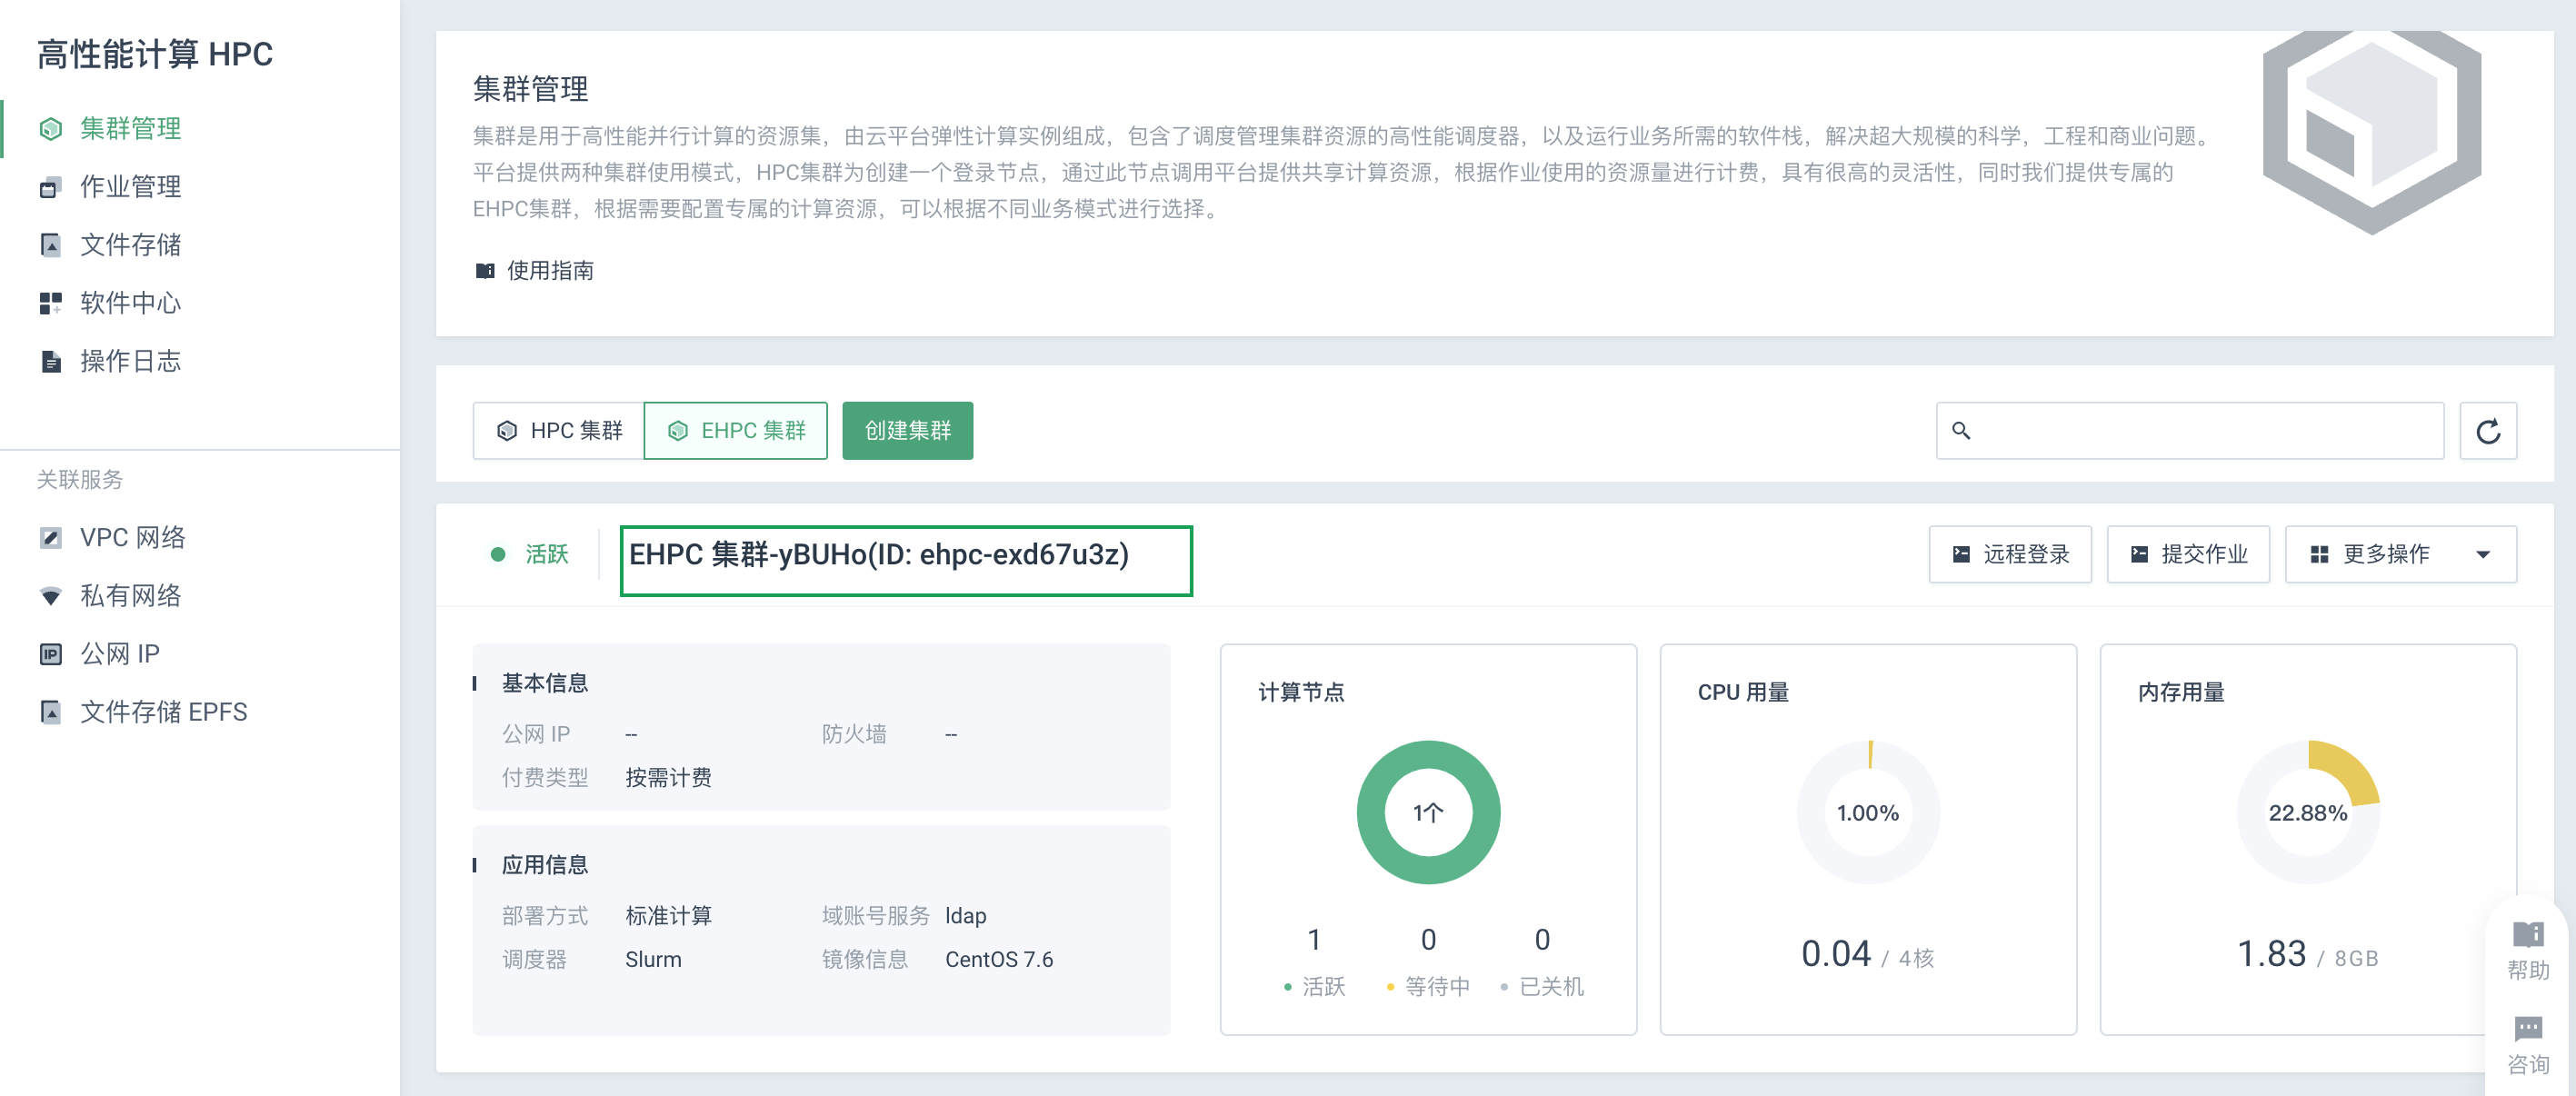 高性能计算 HPC
集群管理
作业管理
文件存储
软件中心
操作日志
关联服务
VPC 网络
私有网络
公网 IP
文件存储 EPFS
集群管理
集群是用于高性能并行计算的资源集，由云平台弹性计算实例组成，包含了调度管理集群资源的高性能调度器，以及运行业务所需的软件栈，解决超大规模的科学，工程和商业问题。
平台提供两种集群使用模式，HPC集群为创建一个登录节点，通过此节点调用平台提供共享计算资源，根据作业使用的资源量进行计费，具有很高的灵活性，同时我们提供专属的
EHPC集群，根据需要配置专属的计算资源，可以根据不同业务模式进行选择。
使用指南
HPC 集群 EHPC 集群 创建集群
活跃 EHPC 集群-yBUHo(ID: ehpc-exd67u3z) 远程登录 提交作业 更多操作
基本信息
公网 IP -- 防火墙 --
付费类型 按需计费
应用信息
部署方式 标准计算 域账号服务 ldap
调度器 Slurm 镜像信息 CentOS 7.6
计算节点
1个
1 0 0
活跃 等待中 已关机
CPU 用量
1.00%
0.04 / 4核
内存用量
22.88%
1.83 / 8GB
帮助
咨询